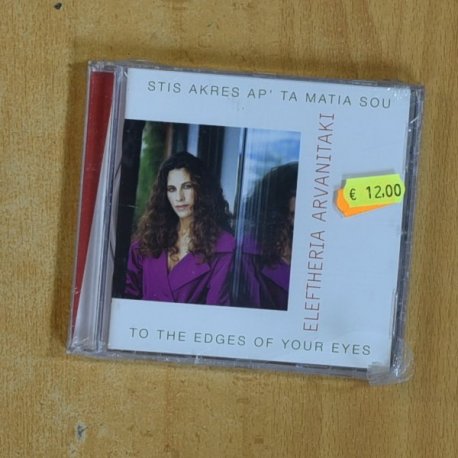 STIS AKRES AP' TA MATIA SOU
ELEFTHERIA ARVANITAKI
€ 12.00
TO THE EDGES OF YOUR EYES